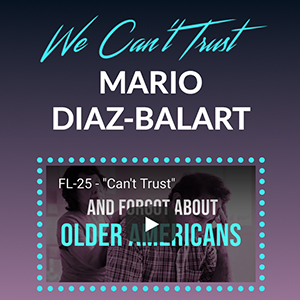 We Can't Trust
MARIO
DIAZ-BALART
FL-25 - "Can't Trust"
AND FORGOT ABOUT
OLDER AMERICANS